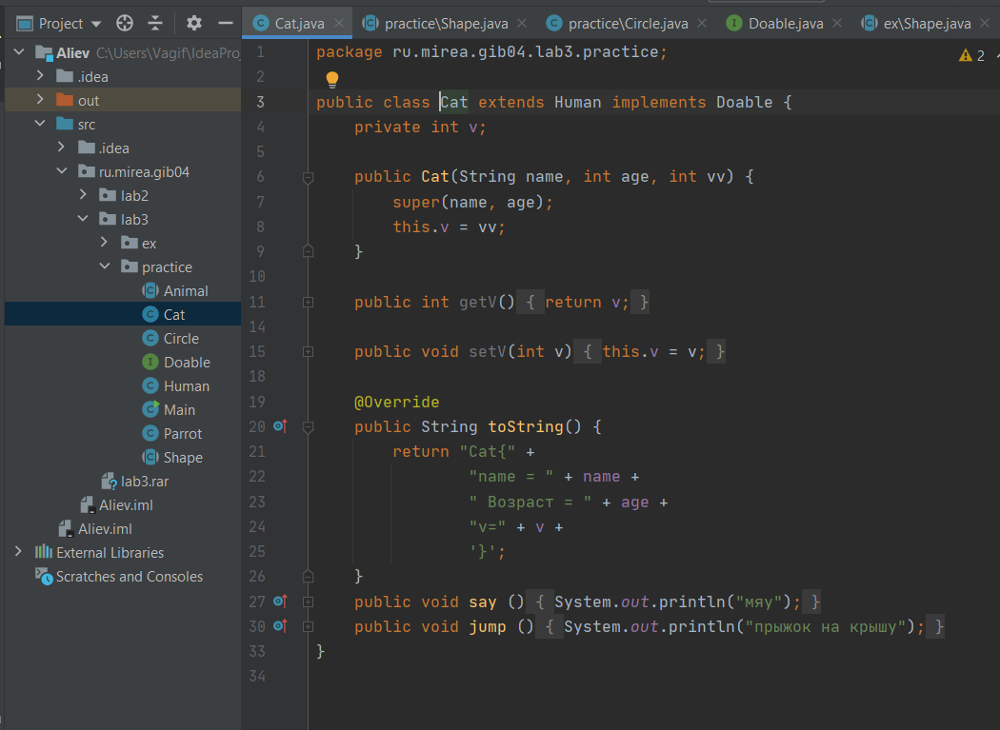 Project
Cat.java
practice\Shape.java
practice\Circle.java
Doable.java
ex\Shape.java
Aliev C:\Users\Vagif\IdeaPro
.idea
out
src
.idea
ru.mirea.gib04
lab2
lab3
ex
practice
Animal
Cat
Circle
Doable
Human
Main
Parrot
Shape
lab3.rar
Aliev.iml
Aliev.iml
External Libraries
Scratches and Consoles
2
1 package ru.mirea.gib04.lab3.practice;
2
3 public class Cat extends Human implements Doable {
4 private int v;
5
6 public Cat(String name, int age, int vv) {
7 super(name, age);
8 this.v = vv;
9 }
10
11 public int getV() { return v; }
14
15 public void setV(int v) { this.v = v; }
18
19 @Override
20 public String toString() {
21 return "Cat{" +
22 "name = " + name +
23 " Возраст = " + age +
24 "v=" + v +
25 '}';
26 }
27 public void say () { System.out.println("мяу"); }
30 public void jump () { System.out.println("прыжок на крышу"); }
33 }
34